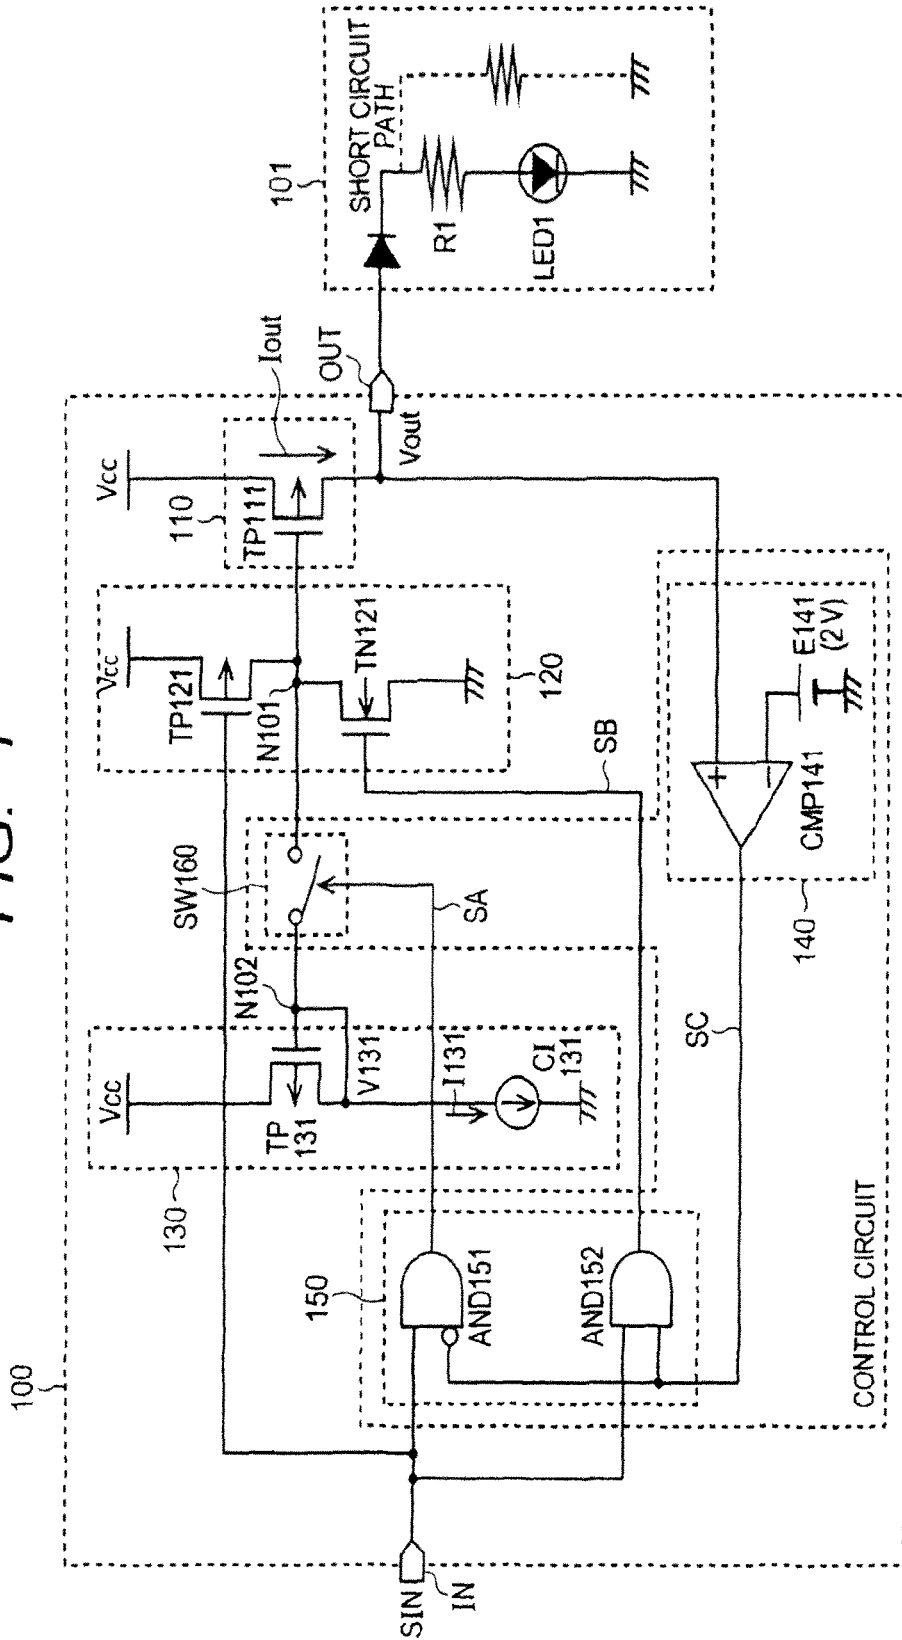 FIG. 1
100
SIN
IN
130
Vcc
TP
131
N102
V131
I131
CI
131
150
AND151
AND152
SW160
SA
SB
SC
Vcc
TP121
N101
TN121
120
Vcc
110
TP111
Iout
OUT
Vout
140
CMP141
+
−
E141
(2 V)
CONTROL CIRCUIT
101
SHORT CIRCUIT
PATH
R1
LED1